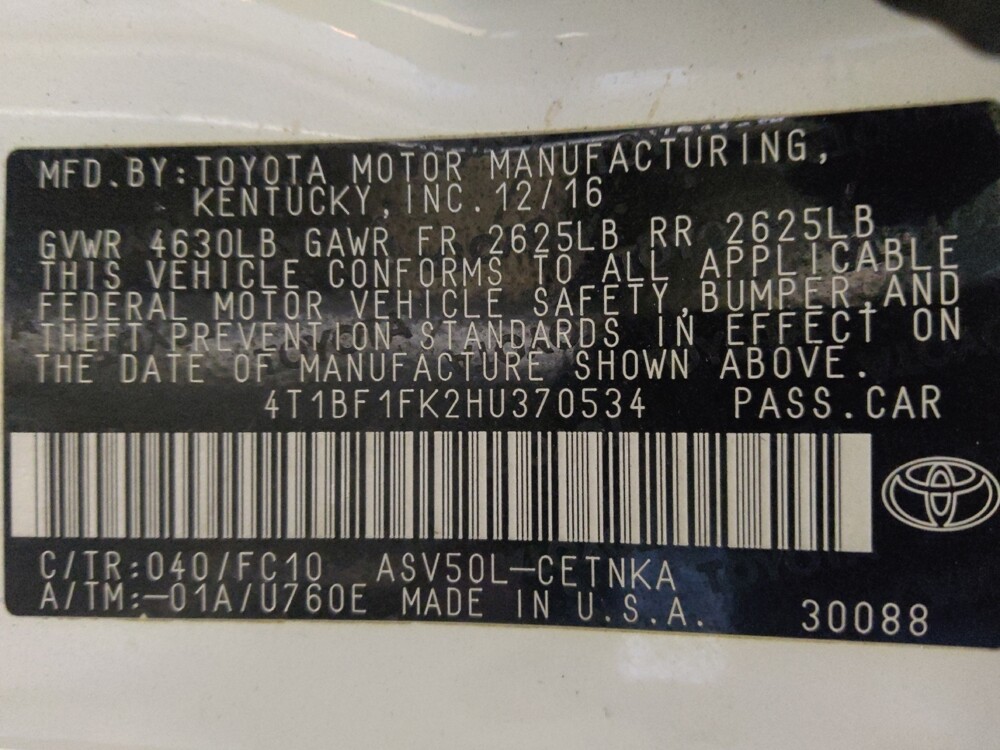 MFD.BY:TOYOTA MOTOR MANUFACTURING,
KENTUCKY,INC.12/16
GVWR 4630LB GAWR FR 2625LB RR 2625LB
THIS VEHICLE CONFORMS TO ALL APPLICABLE
FEDERAL MOTOR VEHICLE SAFETY,BUMPER,AND
THEFT PREVENTION STANDARDS IN EFFECT ON
THE DATE OF MANUFACTURE SHOWN ABOVE.
4T1BF1FK2HU370534 PASS.CAR
C/TR:040/FC10 ASV50L-CETNKA
A/TM:-01A/U760E MADE IN U.S.A. 30088